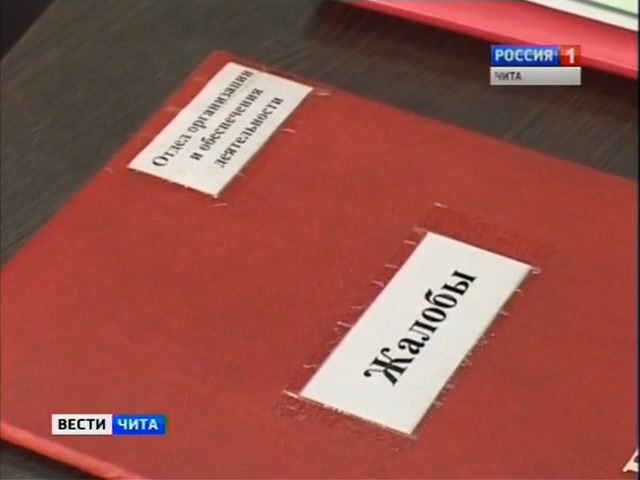 РОССИЯ 1
ЧИТА
Отдел организации
и обеспечения
деятельности
Жалобы
ВЕСТИ ЧИТА